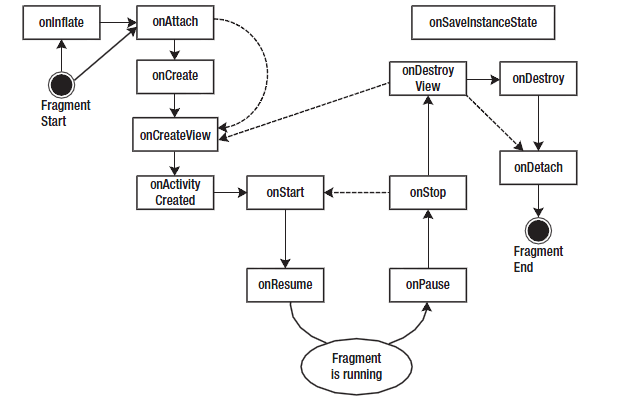 onInflate
onAttach
onSaveInstanceState
onCreate
onDestroy
View
onDestroy
Fragment
Start
onCreateView
onDetach
onActivity
Created
onStart
onStop
Fragment
End
onResume
onPause
Fragment
is running